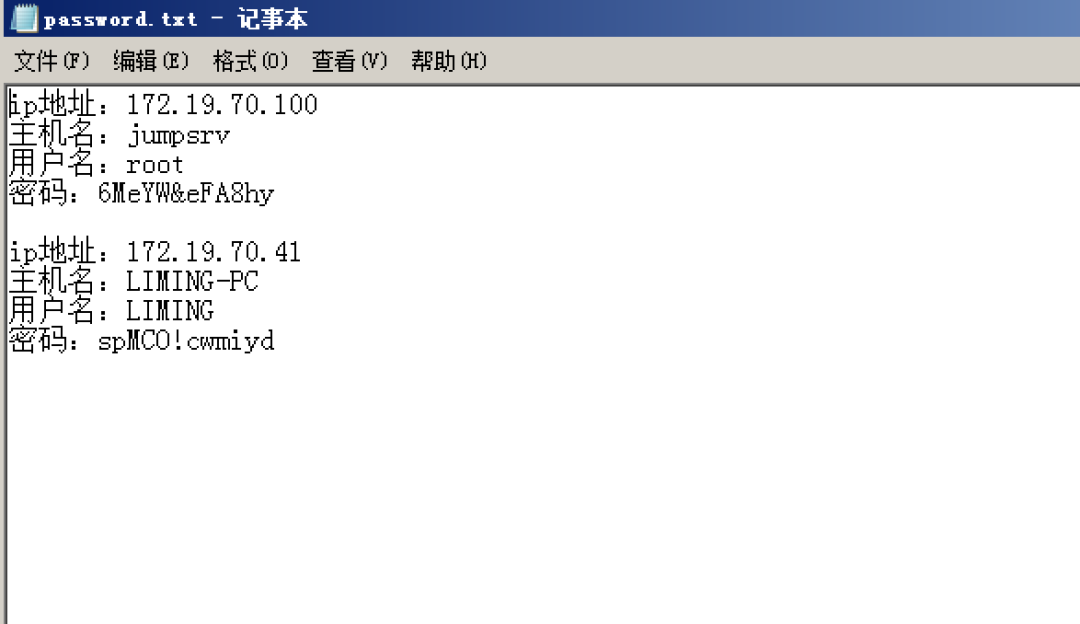 password.txt - 记事本
文件(F) 编辑(E) 格式(O) 查看(V) 帮助(H)
ip地址：172.19.70.100
主机名：jumpsrv
用户名：root
密码：6MeYW&eFA8hy
ip地址：172.19.70.41
主机名：LIMING-PC
用户名：LIMING
密码：spMCO!cwmiyd